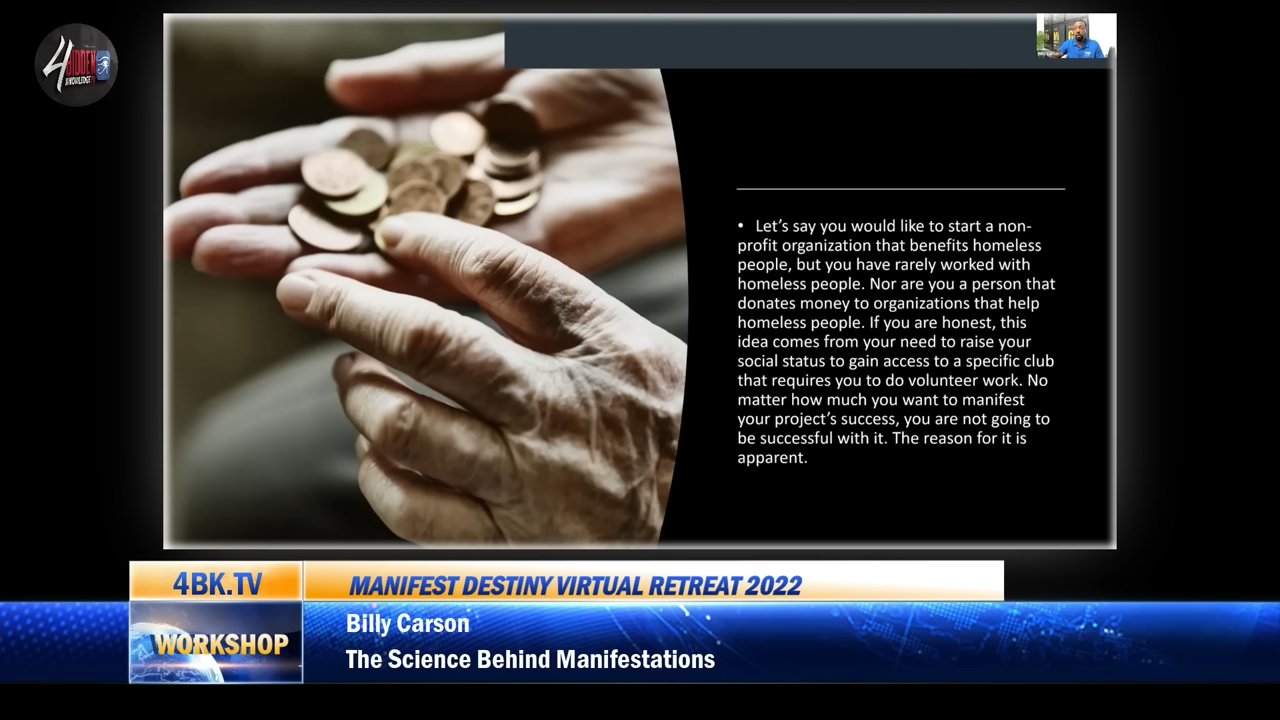 4
BIDDEN
KNOWLEDGE
• Let's say you would like to start a non-
profit organization that benefits homeless
people, but you have rarely worked with
homeless people. Nor are you a person that
donates money to organizations that help
homeless people. If you are honest, this
idea comes from your need to raise your
social status to gain access to a specific club
that requires you to do volunteer work. No
matter how much you want to manifest
your project's success, you are not going to
be successful with it. The reason for it is
apparent.
4BK.TV
MANIFEST DESTINY VIRTUAL RETREAT 2022
WORKSHOP
Billy Carson
The Science Behind Manifestations